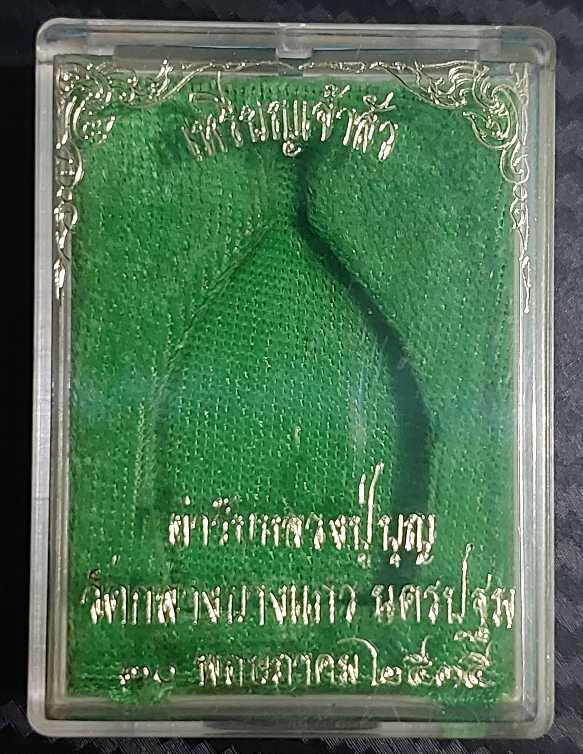 เหรียญเจ้าสัว
ตำรับหลวงปู่บุญ
วัดกลางบางแก้ว นครปฐม
๓๐ พฤษภาคม ๒๕๓๕